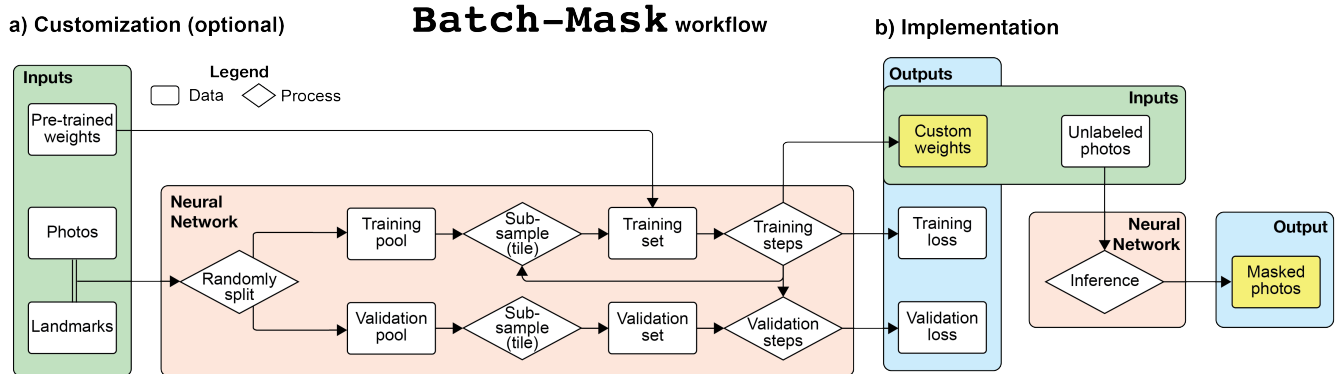 a) Customization (optional)
Batch-Mask workflow
b) Implementation
Inputs
Legend
Data
Process
Pre-trained
weights
Photos
Landmarks
Neural
Network
Randomly
split
Training
pool
Sub-
sample
(tile)
Training
set
Training
steps
Validation
pool
Sub-
sample
(tile)
Validation
set
Validation
steps
Outputs
Inputs
Custom
weights
Unlabeled
photos
Training
loss
Validation
loss
Neural
Network
Inference
Output
Masked
photos